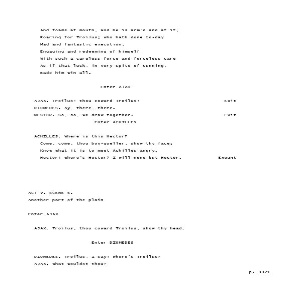 And foams at mouth, and he is arm'd and at it,
Roaring for Troilus; who hath done to-day
Mad and fantastic execution,
Engaging and redeeming of himself
With such a careless force and forceless care
As if that luck, in very spite of cunning,
Bade him win all.
Enter AJAX
AJAX. Troilus! thou coward Troilus! Exit
DIOMEDES. Ay, there, there.
NESTOR. So, so, we draw together. Exit
Enter ACHILLES
ACHILLES. Where is this Hector?
Come, come, thou boy-queller, show thy face;
Know what it is to meet Achilles angry.
Hector! where's Hector? I will none but Hector. Exeunt
ACT V. SCENE 6.
Another part of the plain
Enter AJAX
AJAX. Troilus, thou coward Troilus, show thy head.
Enter DIOMEDES
DIOMEDES. Troilus, I say! Where's Troilus?
AJAX. What wouldst thou?